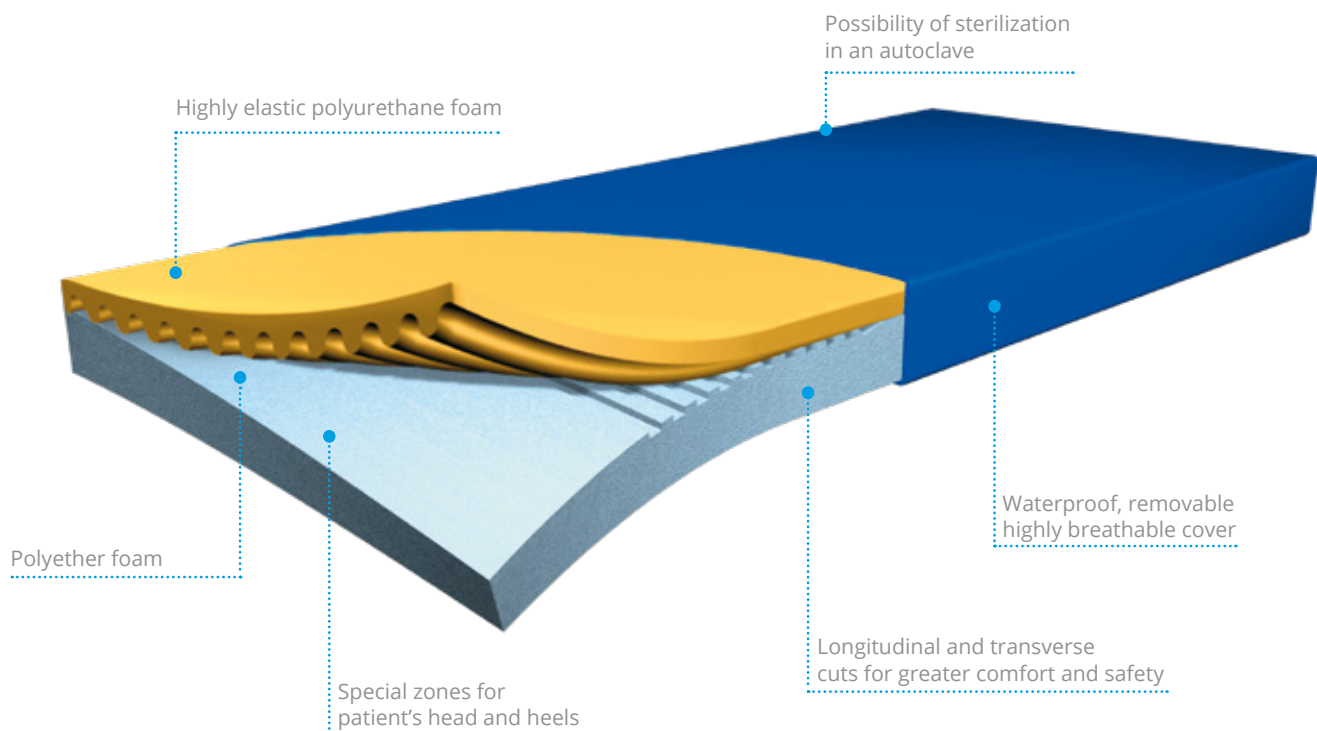 Possibility of sterilization
in an autoclave
Highly elastic polyurethane foam
Waterproof, removable
highly breathable cover
Polyether foam
Longitudinal and transverse
cuts for greater comfort and safety
Special zones for
patient’s head and heels